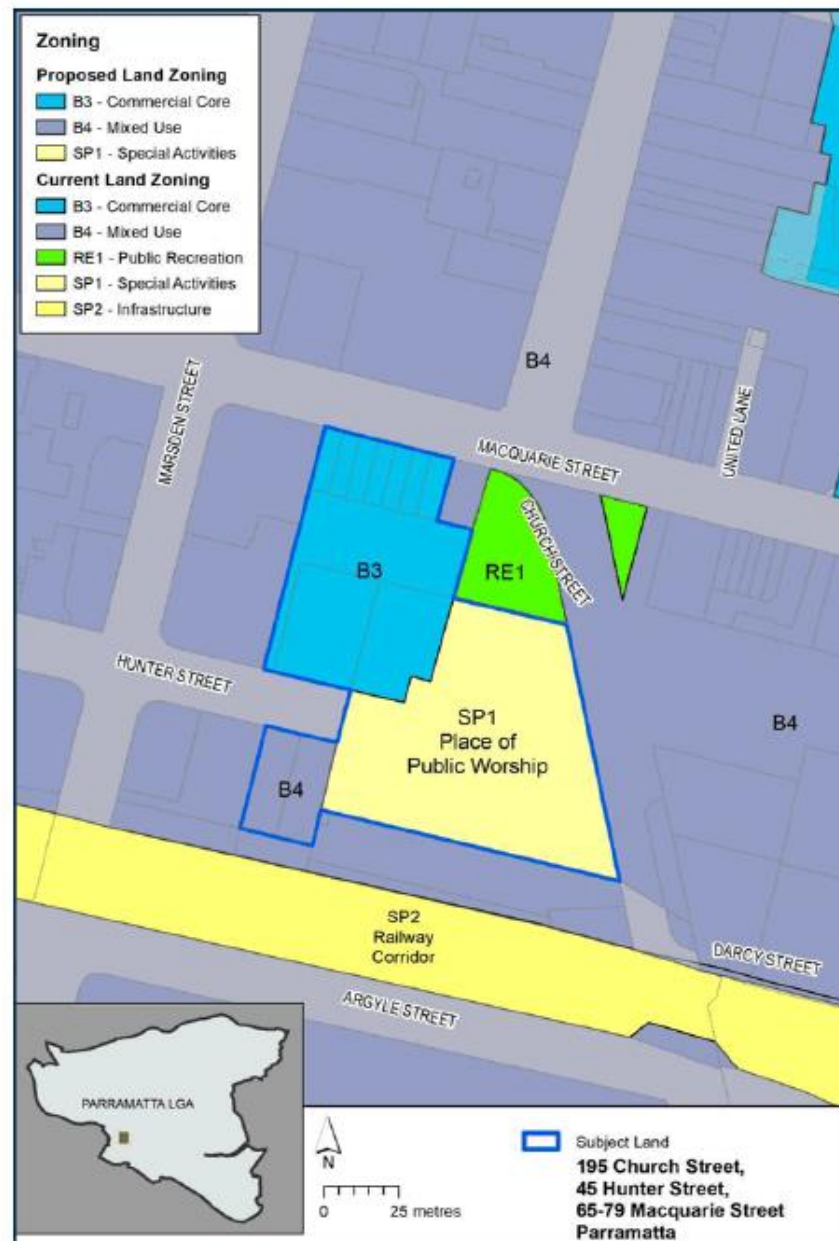 Zoning
Proposed Land Zoning
B3 - Commercial Core
B4 - Mixed Use
SP1 - Special Activities
Current Land Zoning
B3 - Commercial Core
B4 - Mixed Use
RE1 - Public Recreation
SP1 - Special Activities
SP2 - Infrastructure
B4
MARSDEN STREET
UNITED LANE
MACQUARIE STREET
CHURCH STREET
B3
RE1
HUNTER STREET
SP1
Place of
Public Worship
B4
B4
SP2
Railway
Corridor
DARCY STREET
ARGYLE STREET
PARRAMATTA LGA
N
0 25 metres
Subject Land
195 Church Street,
45 Hunter Street,
65-79 Macquarie Street
Parramatta